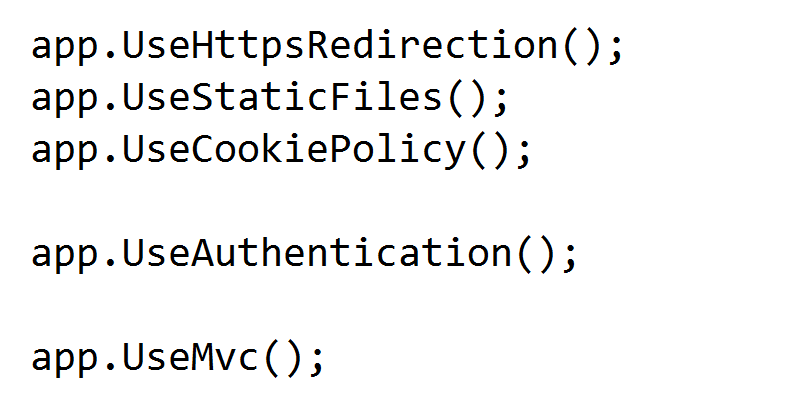 app.UseHttpsRedirection();
app.UseStaticFiles();
app.UseCookiePolicy();
app.UseAuthentication();
app.UseMvc();